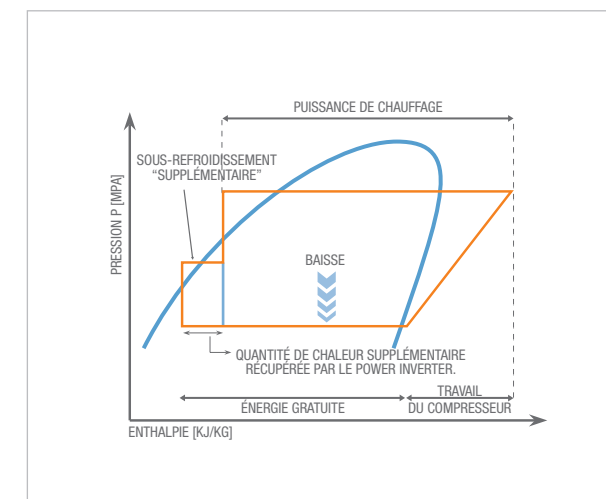 PUISSANCE DE CHAUFFAGE
SOUS-REFROIDISSEMENT
“SUPPLÉMENTAIRE”
PRESSION P [MPA]
BAISSE
QUANTITÉ DE CHALEUR SUPPLÉMENTAIRE
RÉCUPÉRÉE PAR LE POWER INVERTER.
ÉNERGIE GRATUITE
TRAVAIL
DU COMPRESSEUR
ENTHALPIE [KJ/KG]